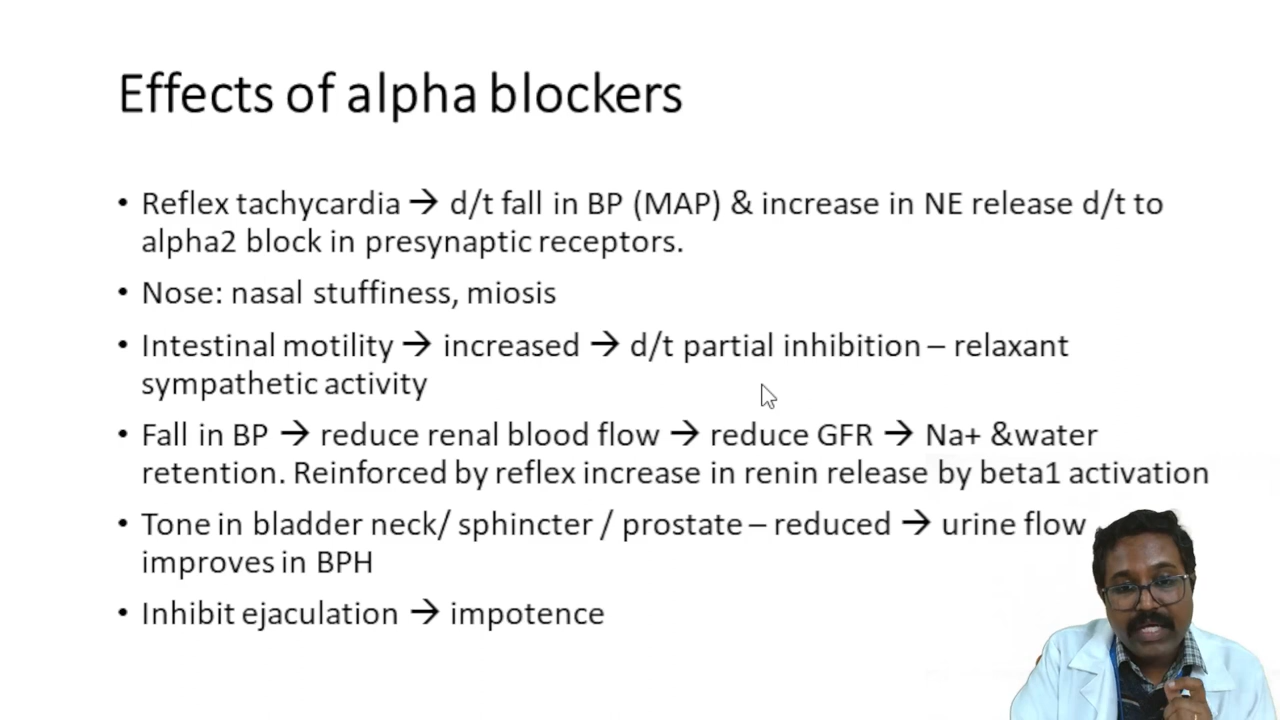 Effects of alpha blockers
• Reflex tachycardia → d/t fall in BP (MAP) & increase in NE release d/t to
alpha2 block in presynaptic receptors.
• Nose: nasal stuffiness, miosis
• Intestinal motility → increased → d/t partial inhibition – relaxant
sympathetic activity
• Fall in BP → reduce renal blood flow → reduce GFR → Na+ &water
retention. Reinforced by reflex increase in renin release by beta1 activation
• Tone in bladder neck/ sphincter / prostate – reduced → urine flow
improves in BPH
• Inhibit ejaculation → impotence